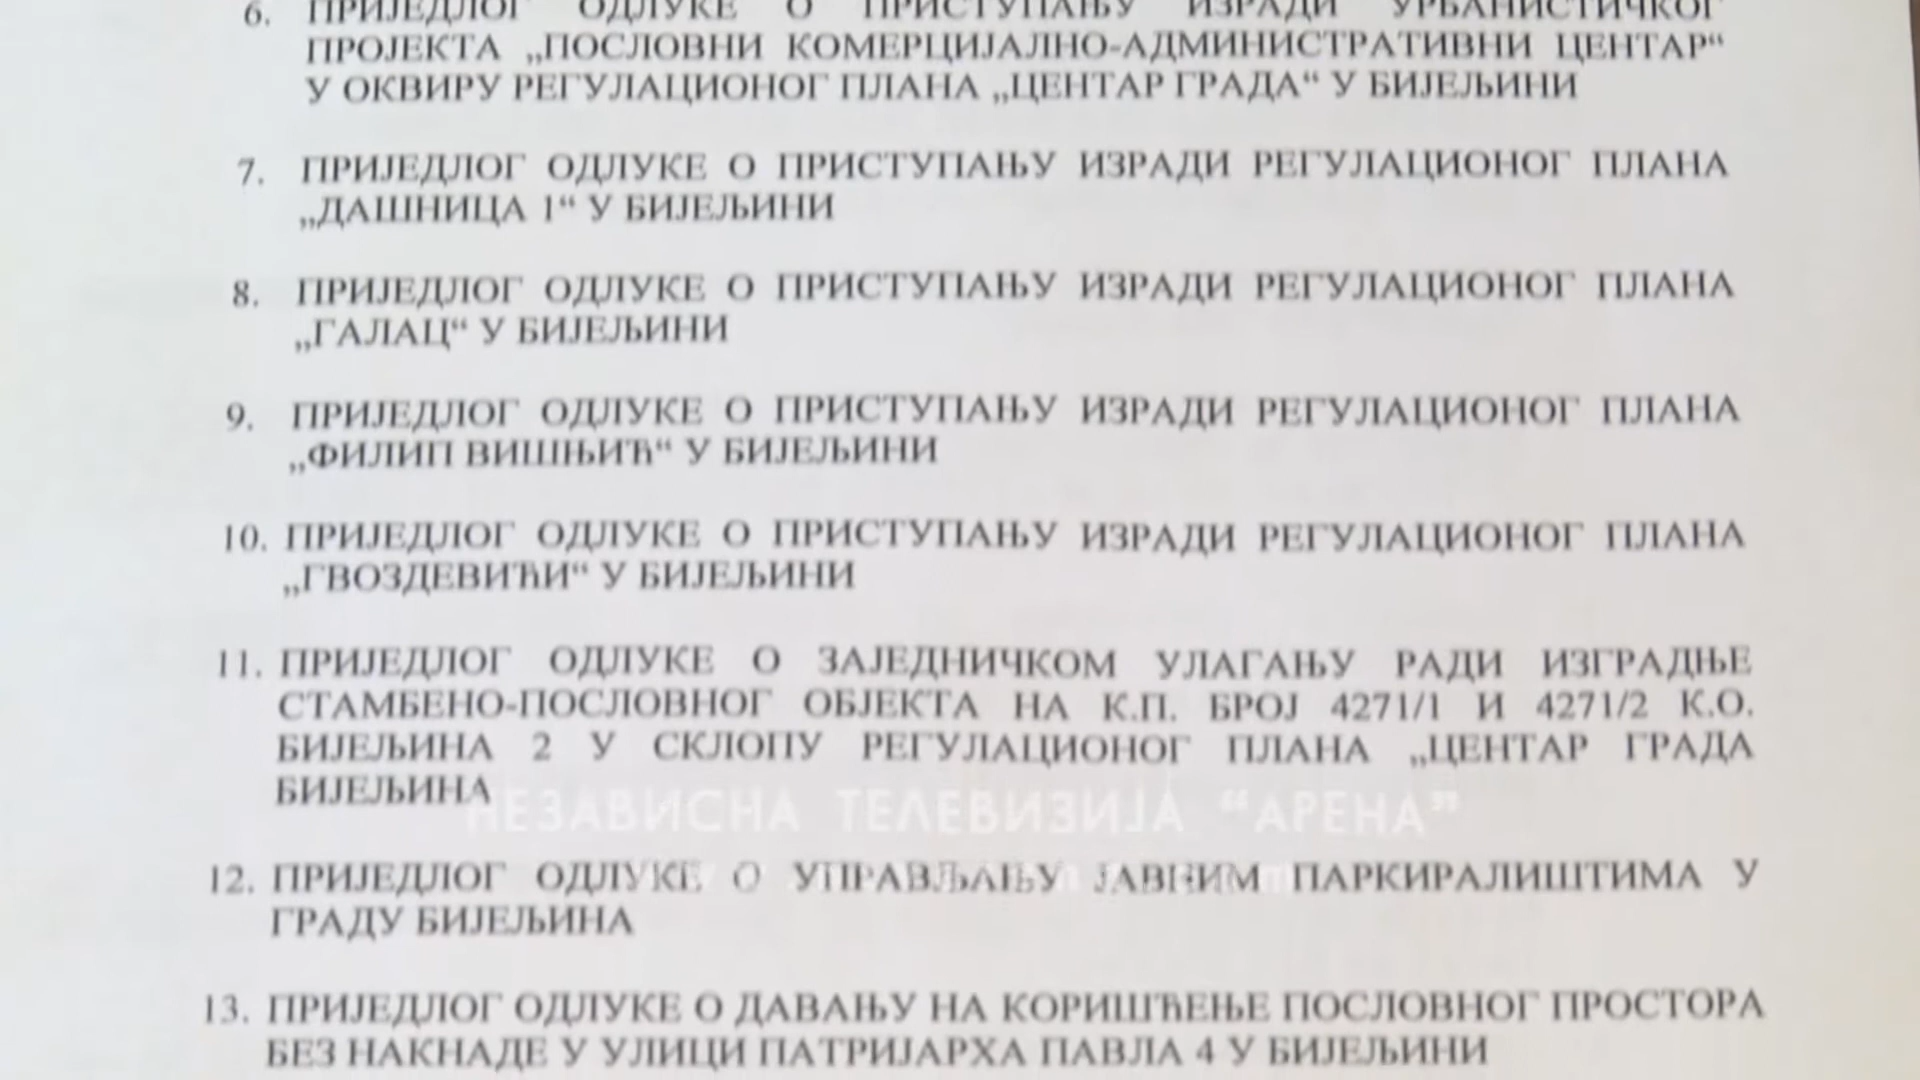 6. ПРИЈЕДЛОГ ОДЛУКЕ О ПРИСТУПАЊУ ИЗРАДИ УРБАНИСТИЧКОГ
ПРОЈЕКТА „ПОСЛОВНИ КОМЕРЦИЈАЛНО-АДМИНИСТРАТИВНИ ЦЕНТАР“
У ОКВИРУ РЕГУЛАЦИОНОГ ПЛАНА „ЦЕНТАР ГРАДА“ У БИЈЕЉИНИ
7. ПРИЈЕДЛОГ ОДЛУКЕ О ПРИСТУПАЊУ ИЗРАДИ РЕГУЛАЦИОНОГ ПЛАНА
„ДАШНИЦА 1“ У БИЈЕЉИНИ
8. ПРИЈЕДЛОГ ОДЛУКЕ О ПРИСТУПАЊУ ИЗРАДИ РЕГУЛАЦИОНОГ ПЛАНА
„ГАЛАЦ“ У БИЈЕЉИНИ
9. ПРИЈЕДЛОГ ОДЛУКЕ О ПРИСТУПАЊУ ИЗРАДИ РЕГУЛАЦИОНОГ ПЛАНА
„ФИЛИП ВИШЊИЋ“ У БИЈЕЉИНИ
10. ПРИЈЕДЛОГ ОДЛУКЕ О ПРИСТУПАЊУ ИЗРАДИ РЕГУЛАЦИОНОГ ПЛАНА
„ГВОЗДЕВИЋИ“ У БИЈЕЉИНИ
11. ПРИЈЕДЛОГ ОДЛУКЕ О ЗАЈЕДНИЧКОМ УЛАГАЊУ РАДИ ИЗГРАДЊЕ
СТАМБЕНО-ПОСЛОВНОГ ОБЈЕКТА НА К.П. БРОЈ 4271/1 И 4271/2 К.О.
БИЈЕЉИНА 2 У СКЛОПУ РЕГУЛАЦИОНОГ ПЛАНА „ЦЕНТАР ГРАДА
БИЈЕЉИНА
НЕЗАВИСНА ТЕЛЕВИЗИЈА “АРЕНА”
12. ПРИЈЕДЛОГ ОДЛУКЕ О УПРАВЉАЊУ ЈАВНИМ ПАРКИРАЛИШТИМА У
ГРАДУ БИЈЕЉИНА
13. ПРИЈЕДЛОГ ОДЛУКЕ О ДАВАЊУ НА КОРИШЋЕЊЕ ПОСЛОВНОГ ПРОСТОРА
БЕЗ НАКНАДЕ У УЛИЦИ ПАТРИЈАРХА ПАВЛА 4 У БИЈЕЉИНИ